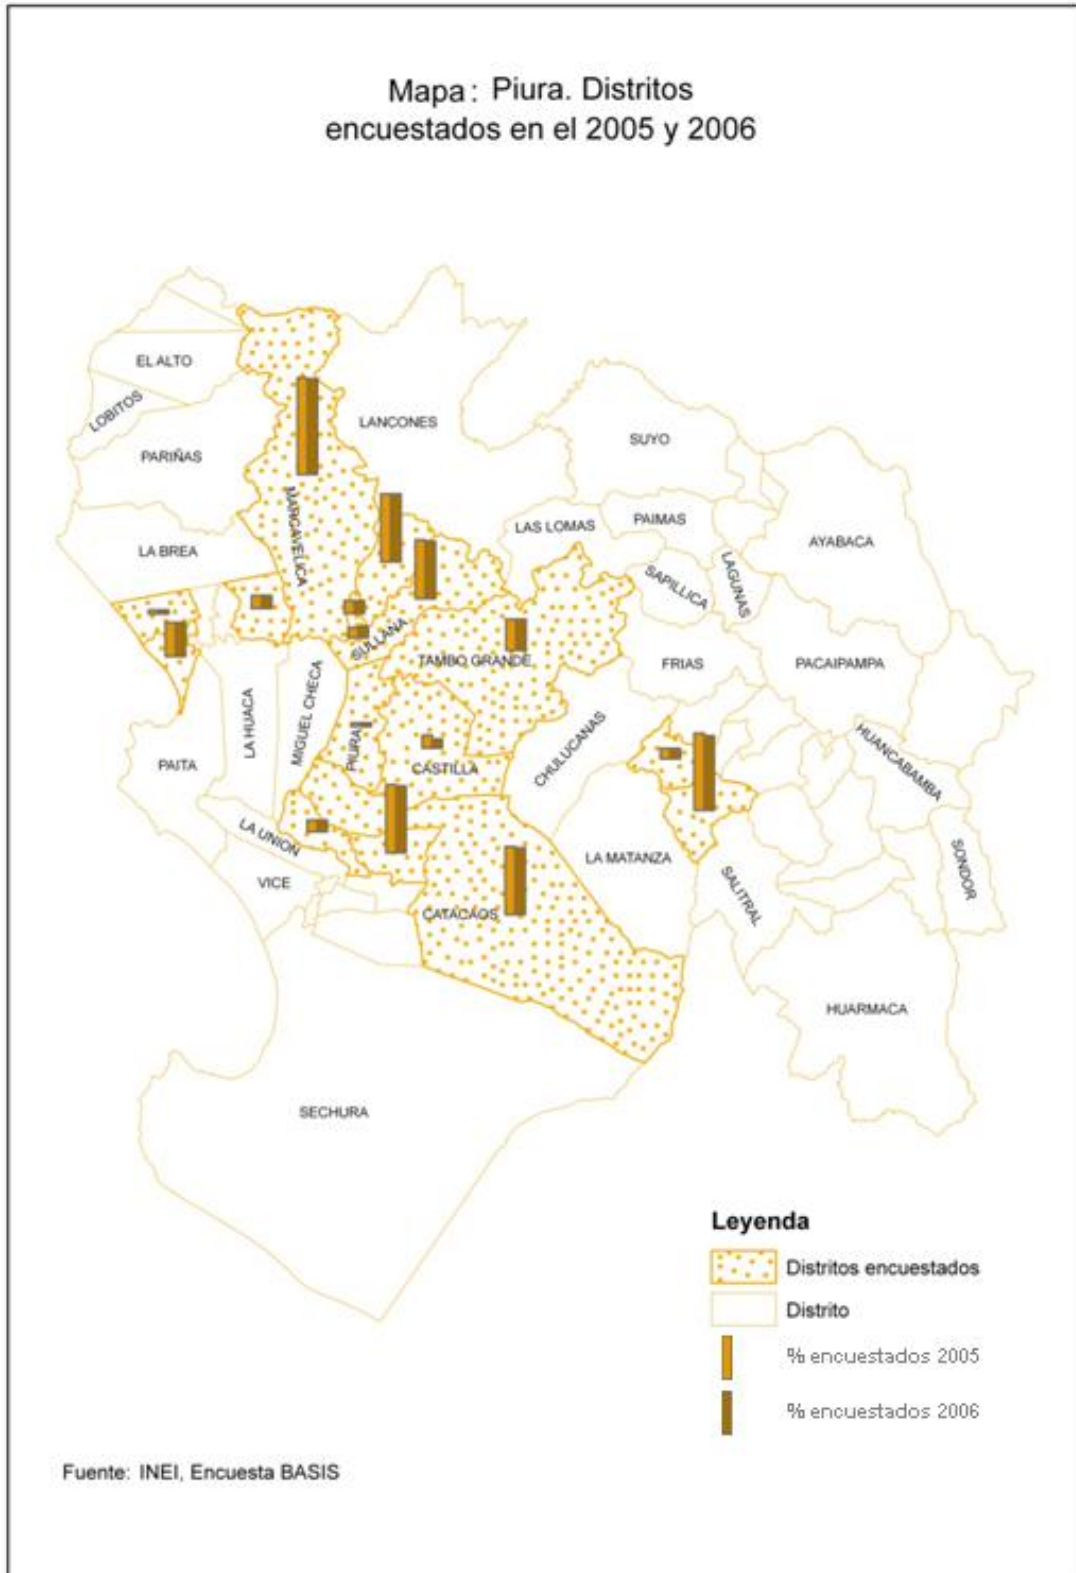 Mapa: Piura. Distritos
encuestados en el 2005 y 2006
EL ALTO
LOBITOS
LANCONES
PARIÑAS
SUYO
MARGAVELICA
LAS LOMAS
PAIMAS
AYABACA
LA BREA
SAPILLICA
LAGUNAS
SULLANA
TAMBO GRANDE
FRIAS
PACAIPAMPA
LA HUACA
MIGUEL CHECA
PIURA
CHULUCANAS
HUANCABAMBA
PAITA
CASTILLA
LA UNION
LA MATANZA
VICE
SALITRAL
SONDOR
CATACAOS
HUARMACA
SECHURA
Leyenda
Distritos encuestados
Distrito
% encuestados 2005
% encuestados 2006
Fuente: INEI, Encuesta BASIS